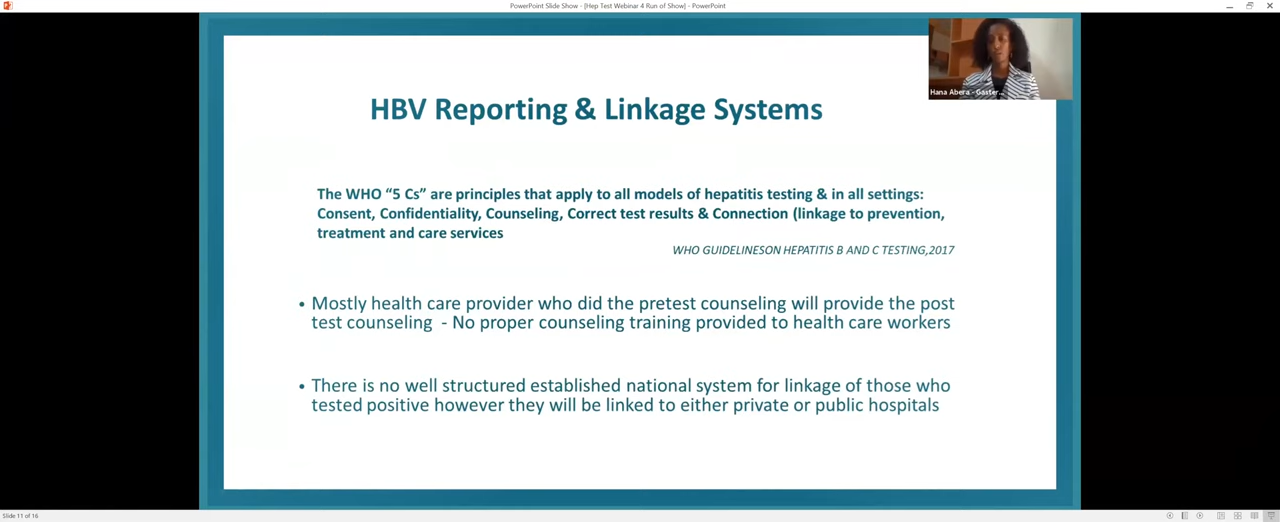 PowerPoint Slide Show - [Hep Test Webinar 4 Run of Show] - PowerPoint
Hana Abera - Gaster...
HBV Reporting & Linkage Systems
The WHO “5 Cs” are principles that apply to all models of hepatitis testing & in all settings:
Consent, Confidentiality, Counseling, Correct test results & Connection (linkage to prevention,
treatment and care services
WHO GUIDELINESON HEPATITIS B AND C TESTING,2017
• Mostly health care provider who did the pretest counseling will provide the post
test counseling - No proper counseling training provided to health care workers
• There is no well structured established national system for linkage of those who
tested positive however they will be linked to either private or public hospitals
Slide 11 of 16